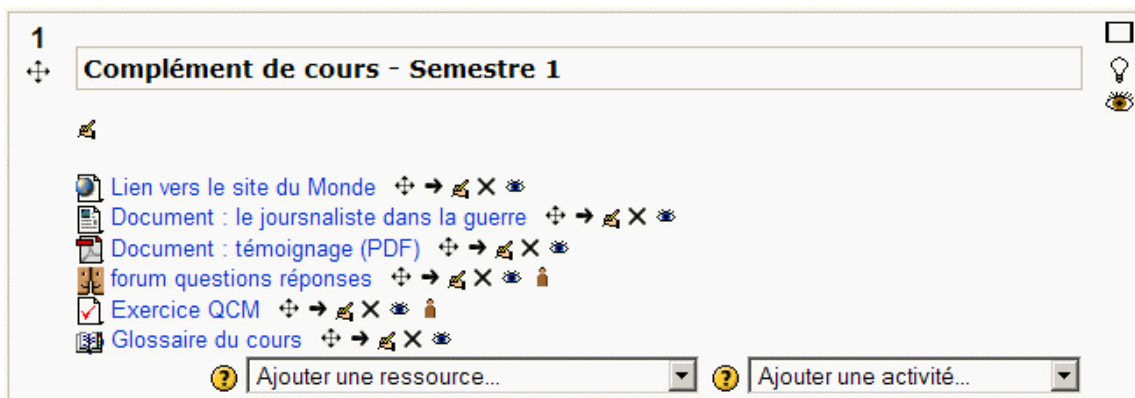 1
Complément de cours - Semestre 1
Lien vers le site du Monde
Document : le joursnaliste dans la guerre
Document : témoignage (PDF)
forum questions réponses
Exercice QCM
Glossaire du cours
? Ajouter une ressource... ? Ajouter une activité...